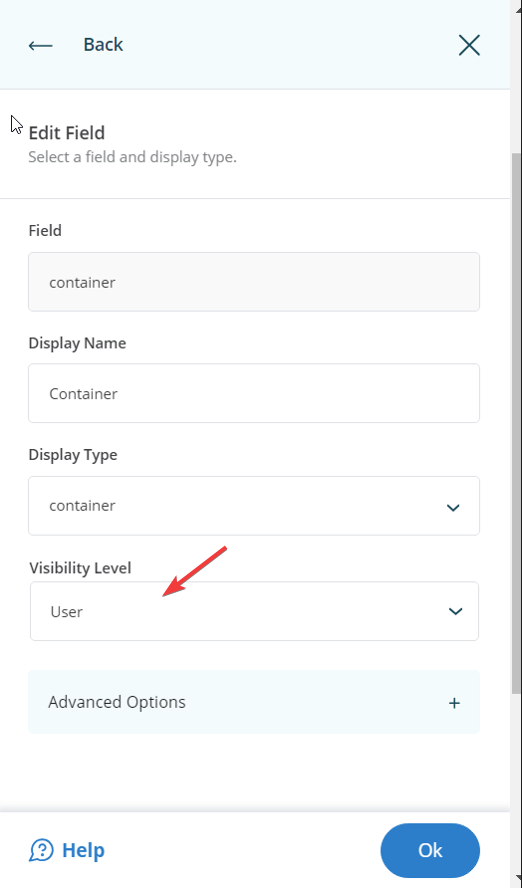 Back
Edit Field
Select a field and display type.
Field
container
Display Name
Container
Display Type
container
Visibility Level
User
Advanced Options
+
Help
Ok